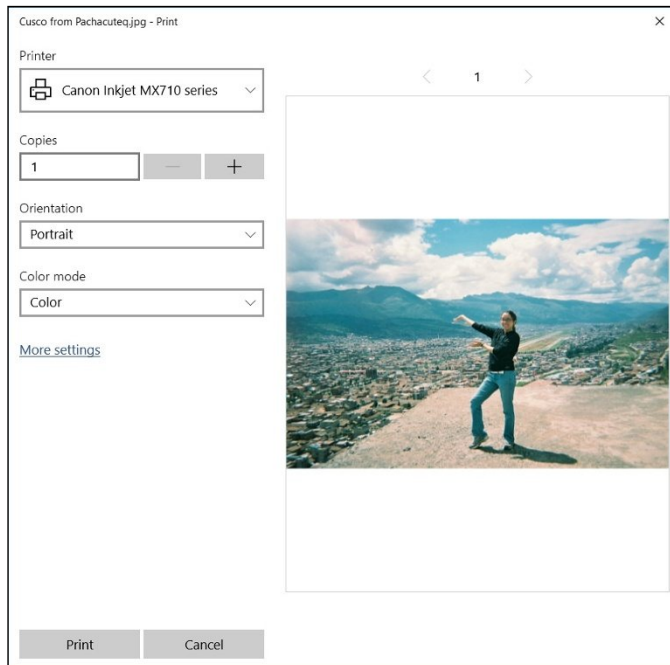 Cusco from Pachacuteq.jpg - Print
Printer
Canon Inkjet MX710 series
1
Copies
1
Orientation
Portrait
Color mode
Color
More settings
Print Cancel